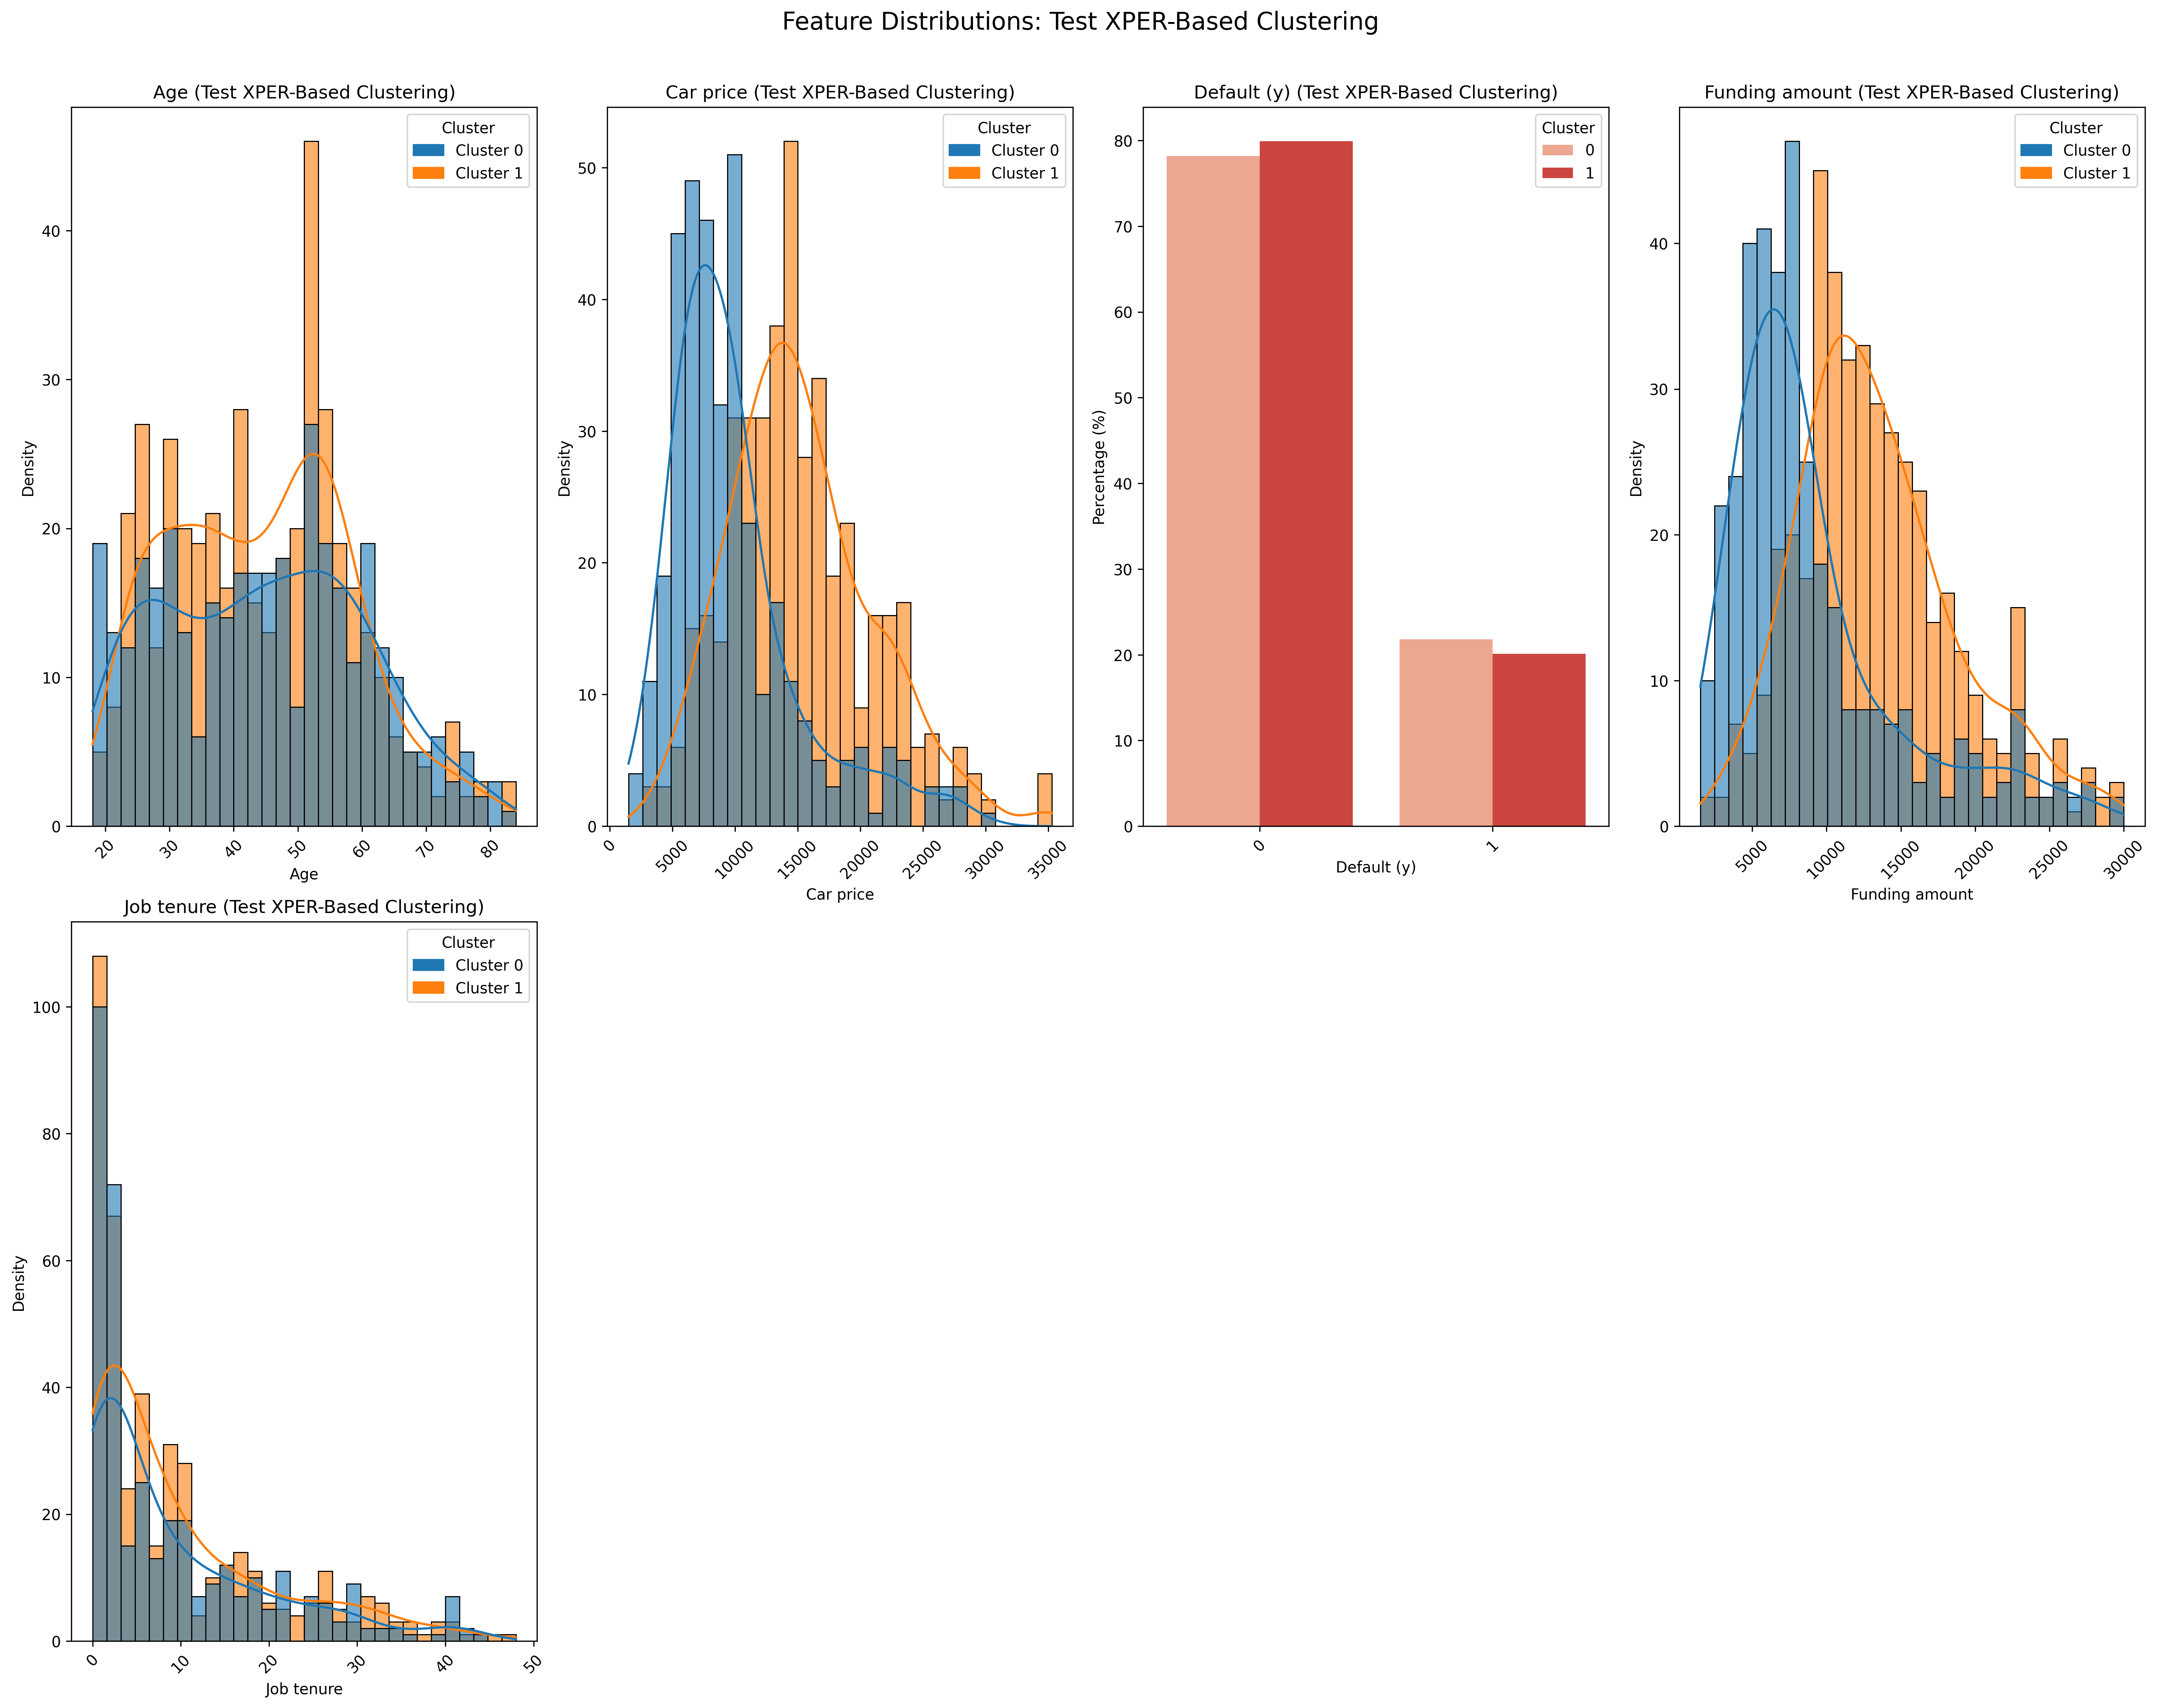 Feature Distributions: Test XPER-Based Clustering
Age (Test XPER-Based Clustering)
Density
40
30
20
10
0
20 30 40 50 60 70 80
Age
Cluster
Cluster 0
Cluster 1
Car price (Test XPER-Based Clustering)
Density
50
40
30
20
10
0
0 5000 10000 15000 20000 25000 30000 35000
Car price
Cluster
Cluster 0
Cluster 1
Default (y) (Test XPER-Based Clustering)
Percentage (%)
80
70
60
50
40
30
20
10
0
0 1
Default (y)
Cluster
0
1
Funding amount (Test XPER-Based Clustering)
Density
40
30
20
10
0
5000 10000 15000 20000 25000 30000
Funding amount
Cluster
Cluster 0
Cluster 1
Job tenure (Test XPER-Based Clustering)
Density
100
80
60
40
20
0
0 10 20 30 40 50
Job tenure
Cluster
Cluster 0
Cluster 1